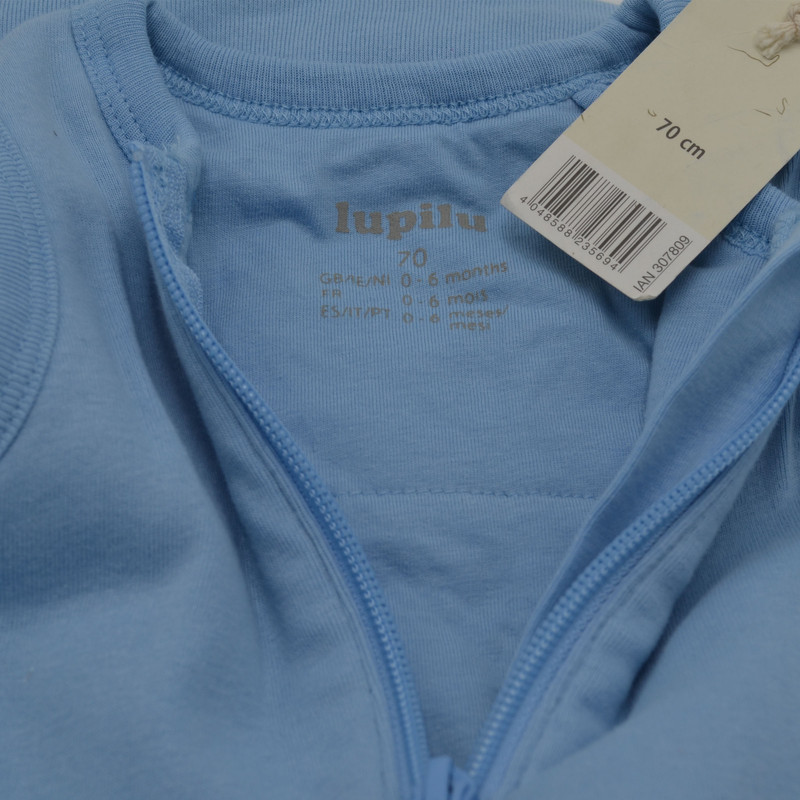 lupilu
70
GB/IE/NI 0 - 6 months
FR 0 - 6 mois
ES/IT/PT 0 - 6 meses/
mesi
70 cm
4 048588 235694
IAN 307809